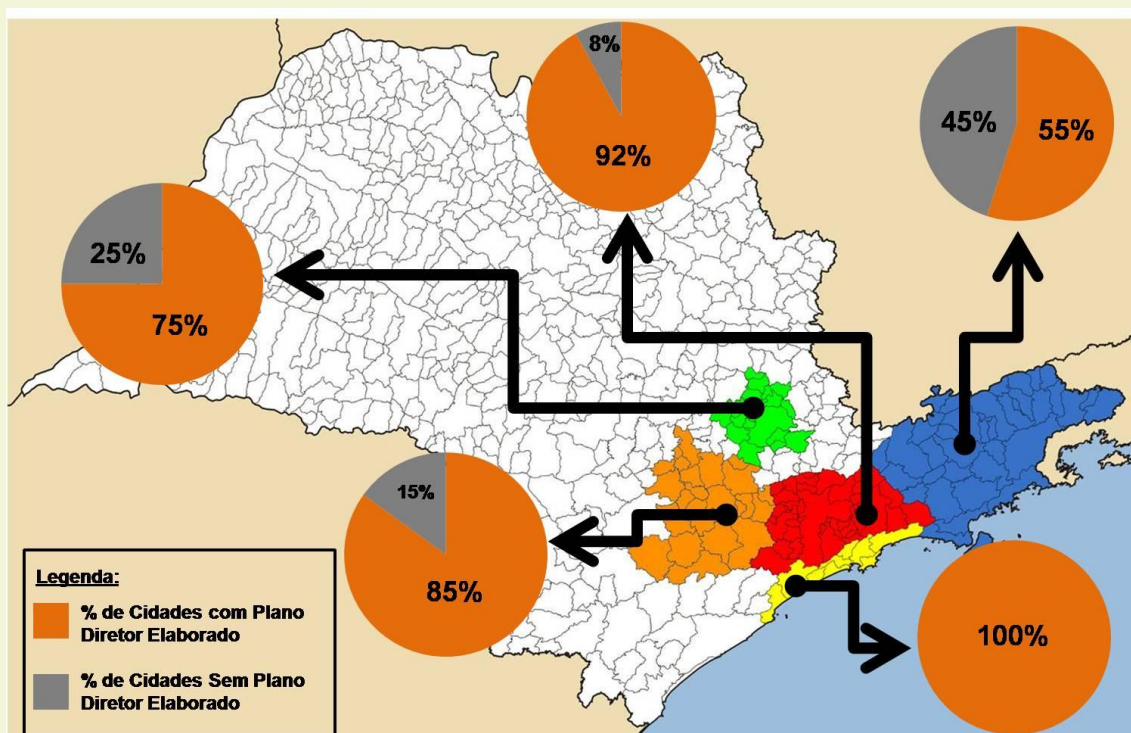 8%
92%
45%
55%
25%
75%
15%
85%
100%
Legenda:
% de Cidades com Plano
Diretor Elaborado
% de Cidades Sem Plano
Diretor Elaborado